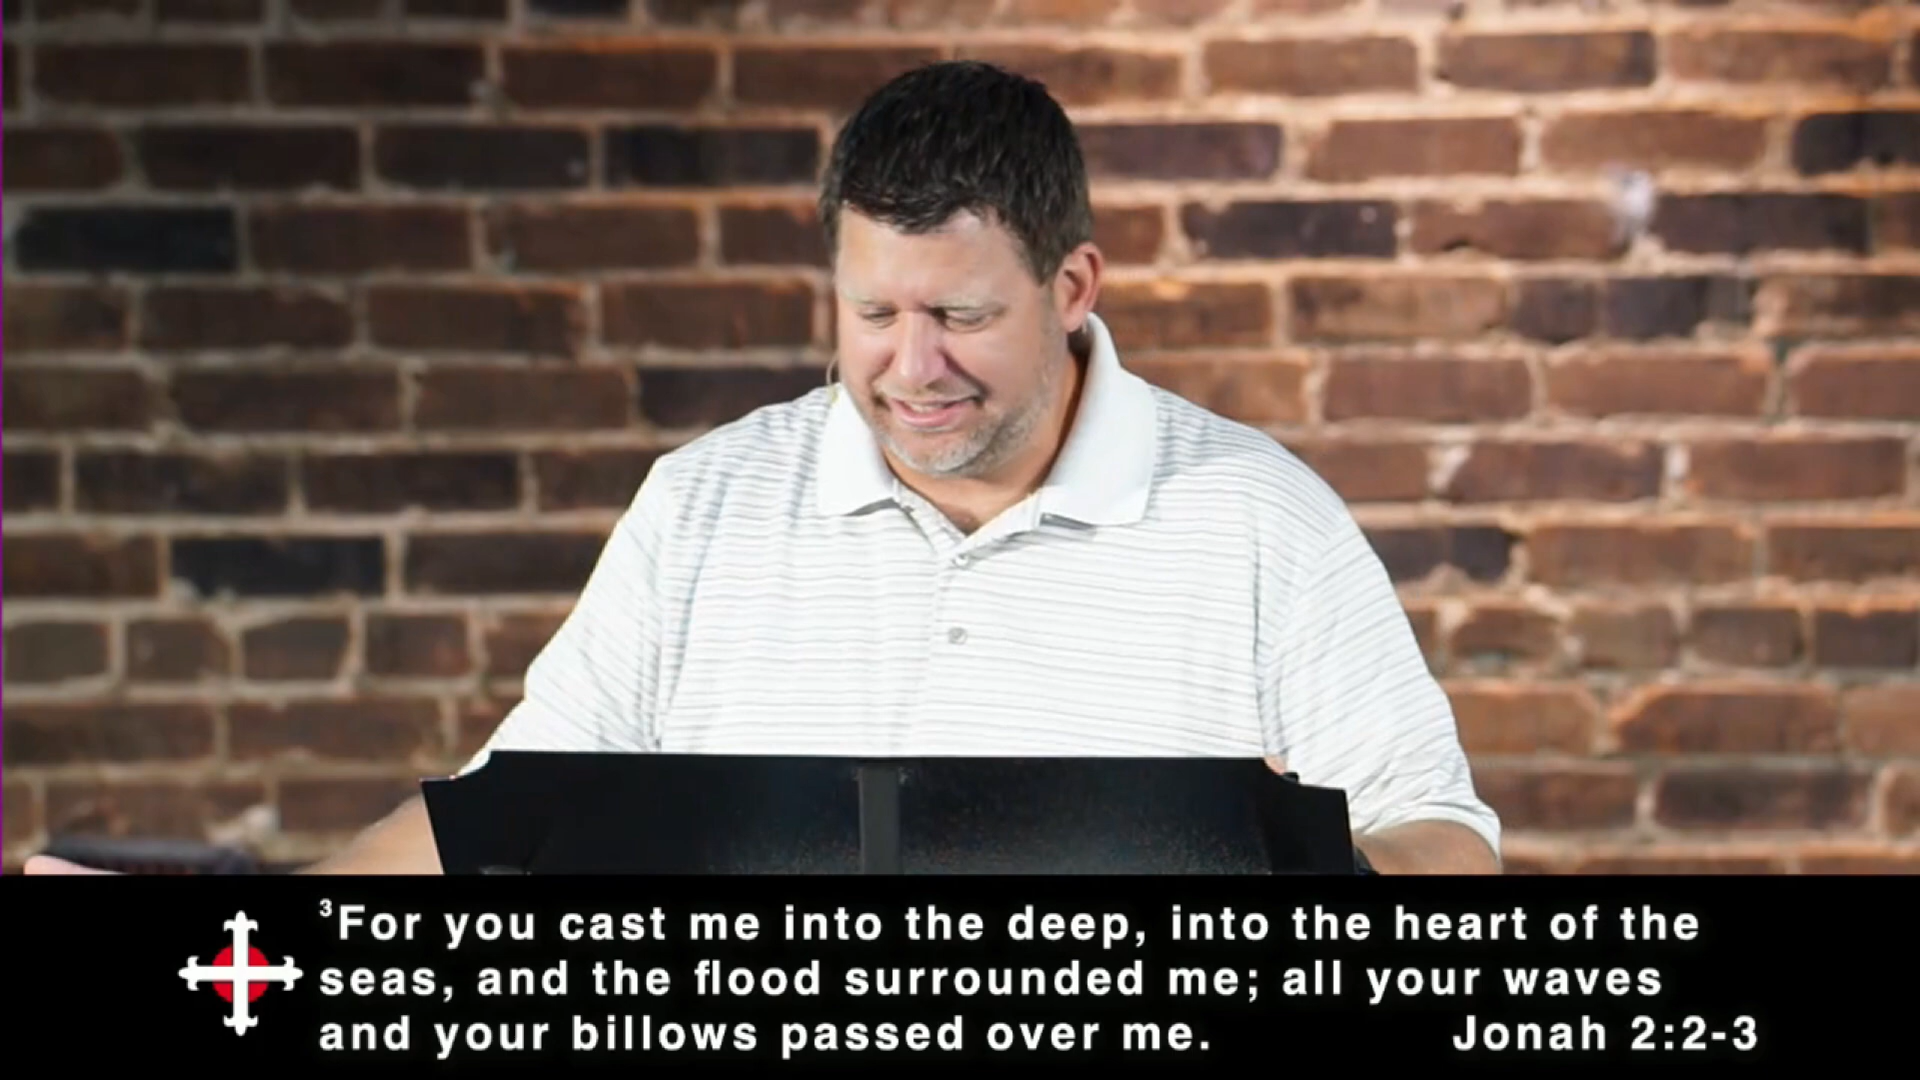 ³For you cast me into the deep, into the heart of the
seas, and the flood surrounded me; all your waves
and your billows passed over me. Jonah 2:2-3